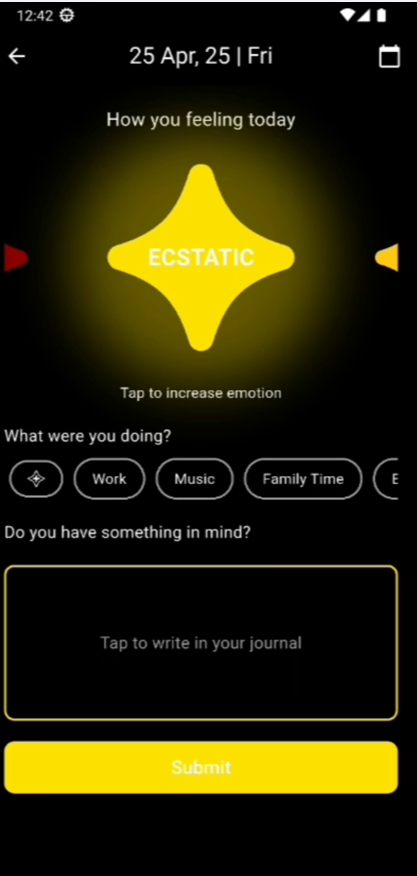 12:42
25 Apr, 25 | Fri
How you feeling today
ECSTATIC
Tap to increase emotion
What were you doing?
Work Music Family Time E
Do you have something in mind?
Tap to write in your journal
Submit